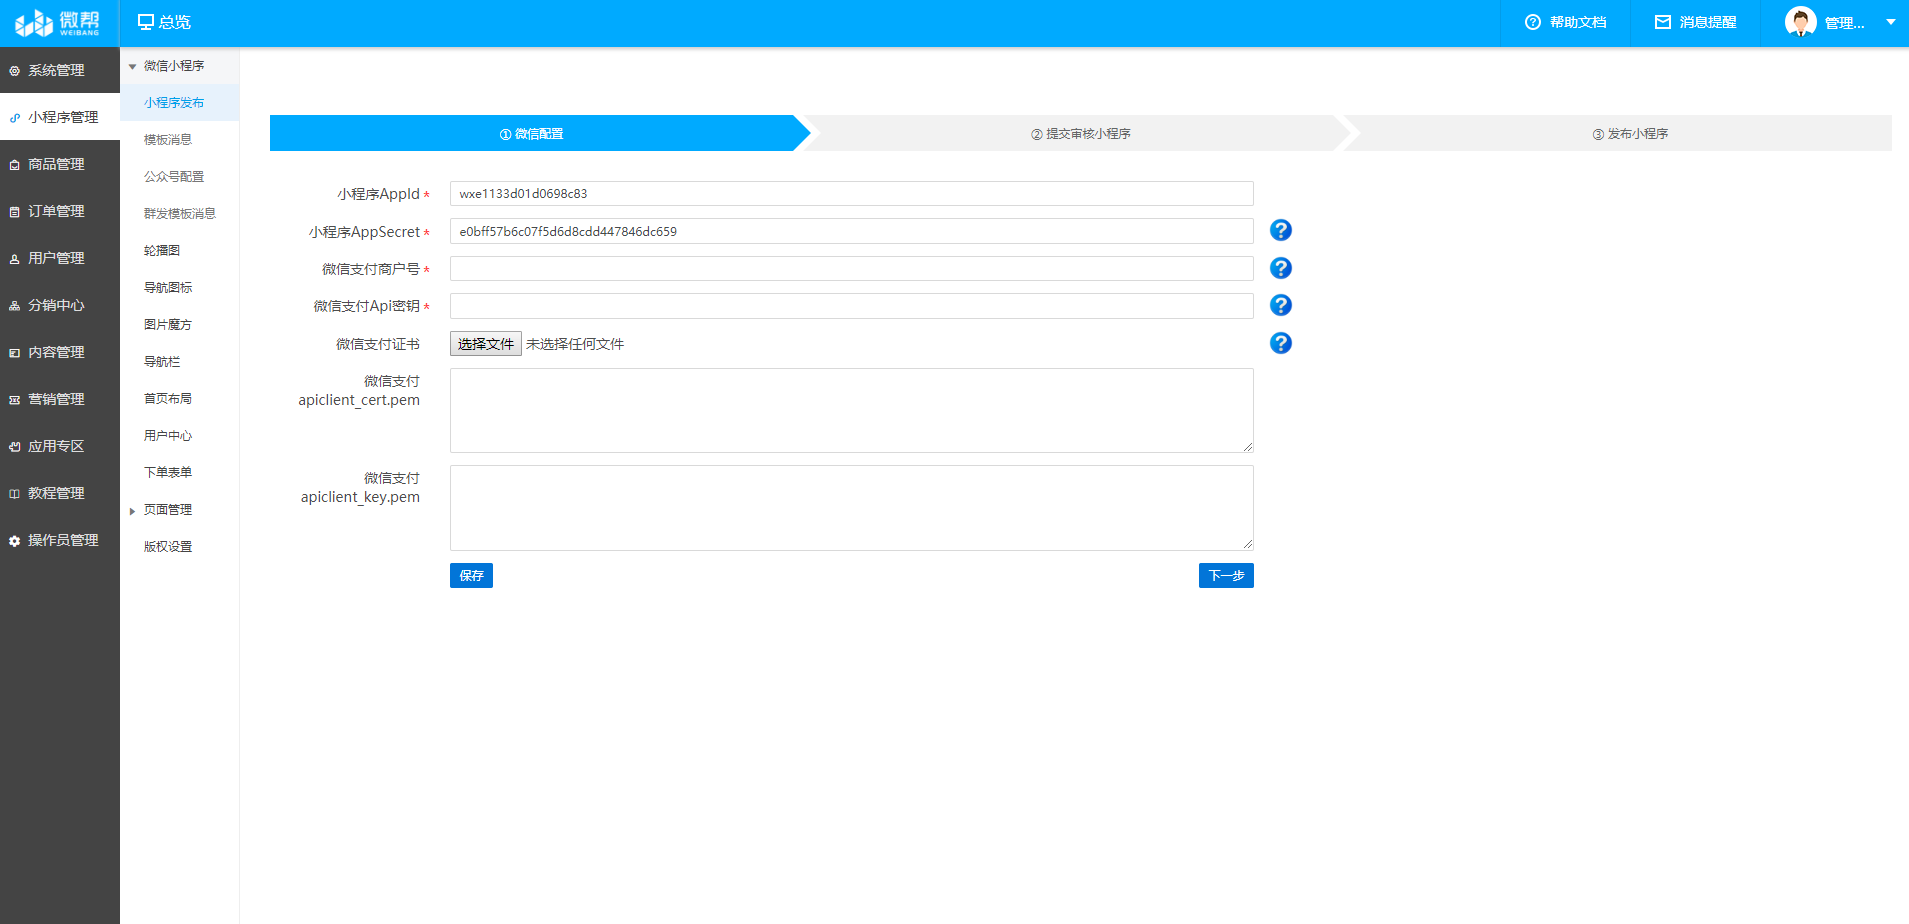 微帮
WEIBANG
总览
帮助文档
消息提醒
管理...
系统管理
小程序管理
商品管理
订单管理
用户管理
分销中心
内容管理
营销管理
应用专区
教程管理
操作员管理
微信小程序
小程序发布
模板消息
公众号配置
群发模板消息
轮播图
导航图标
图片魔方
导航栏
首页布局
用户中心
下单表单
页面管理
版权设置
① 微信配置
② 提交审核小程序
③ 发布小程序
小程序AppId *
wxe1133d01d0698c83
小程序AppSecret *
e0bff57b6c07f5d6d8cdd447846dc659
微信支付商户号 *
微信支付Api密钥 *
微信支付证书
选择文件 未选择任何文件
微信支付
apiclient_cert.pem
微信支付
apiclient_key.pem
保存
下一步